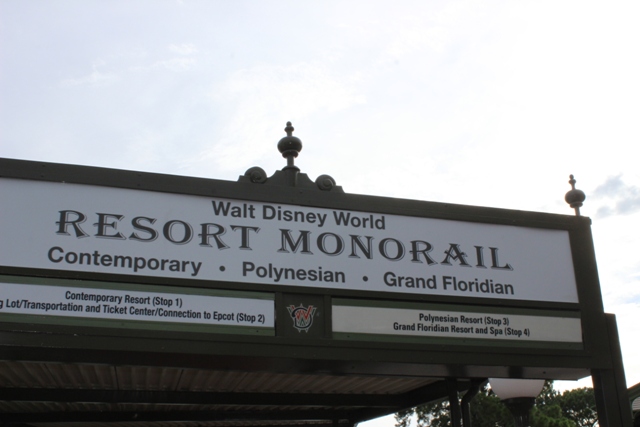 Walt Disney World
RESORT MONORAIL
Contemporary • Polynesian • Grand Floridian
Contemporary Resort (Stop 1)
Lot/Transportation and Ticket Center/Connection to Epcot (Stop 2)
Polynesian Resort (Stop 3)
Grand Floridian Resort and Spa (Stop 4)